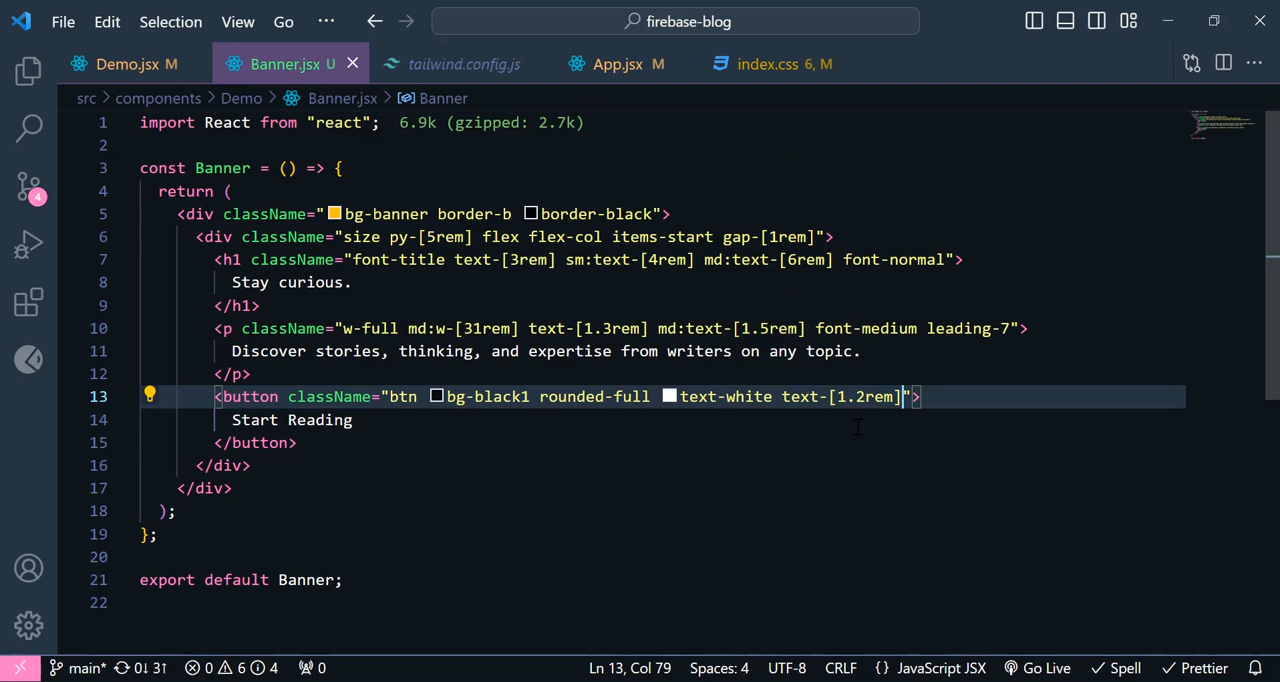 File Edit Selection View Go ··· firebase-blog
Demo.jsx M Banner.jsx U tailwind.config.js App.jsx M index.css 6, M
src > components > Demo > Banner.jsx > Banner
1 import React from "react"; 6.9k (gzipped: 2.7k)
2
3 const Banner = () => {
4 return (
5 <div className="bg-banner border-b border-black">
6 <div className="size py-[5rem] flex flex-col items-start gap-[1rem]">
7 <h1 className="font-title text-[3rem] sm:text-[4rem] md:text-[6rem] font-normal">
8 Stay curious.
9 </h1>
10 <p className="w-full md:w-[31rem] text-[1.3rem] md:text-[1.5rem] font-medium leading-7">
11 Discover stories, thinking, and expertise from writers on any topic.
12 </p>
13 <button className="btn bg-black1 rounded-full text-white text-[1.2rem]">
14 Start Reading
15 </button>
16 </div>
17 </div>
18 );
19 };
20
21 export default Banner;
22
4
main* 0↓ 3↑ 0 6 4 0 Ln 13, Col 79 Spaces: 4 UTF-8 CRLF {} JavaScript JSX Go Live Spell Prettier